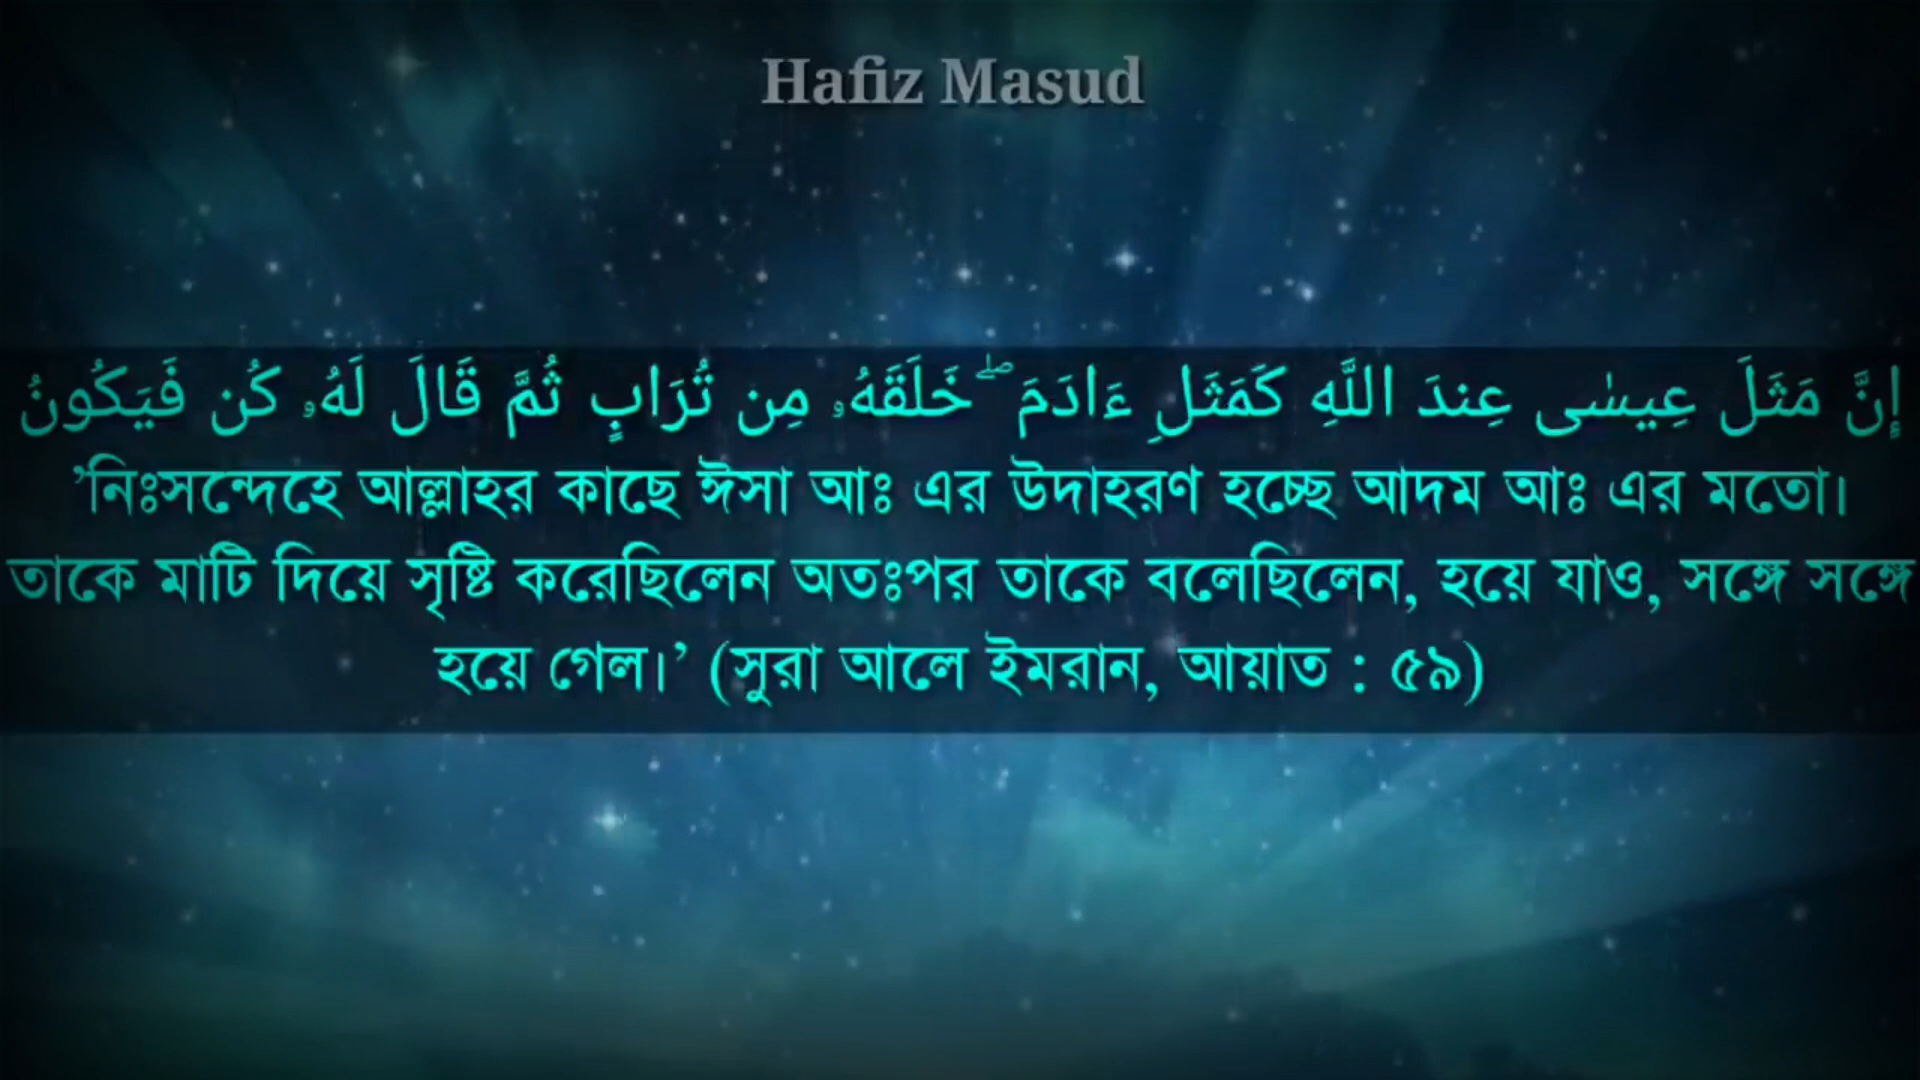 Hafiz Masud
إِنَّ مَثَلَ عِيسٰى عِندَ اللَّهِ كَمَثَلِ ءَادَمَ ۖ خَلَقَهُۥ مِن تُرَابٍ ثُمَّ قَالَ لَهُۥ كُن فَيَكُونُ
’নিঃসন্দেহে আল্লাহর কাছে ঈসা আঃ এর উদাহরণ হচ্ছে আদম আঃ এর মতো।
তাকে মাটি দিয়ে সৃষ্টি করেছিলেন অতঃপর তাকে বলেছিলেন, হয়ে যাও, সঙ্গে সঙ্গে
হয়ে গেল।’ (সুরা আলে ইমরান, আয়াত : ৫৯)